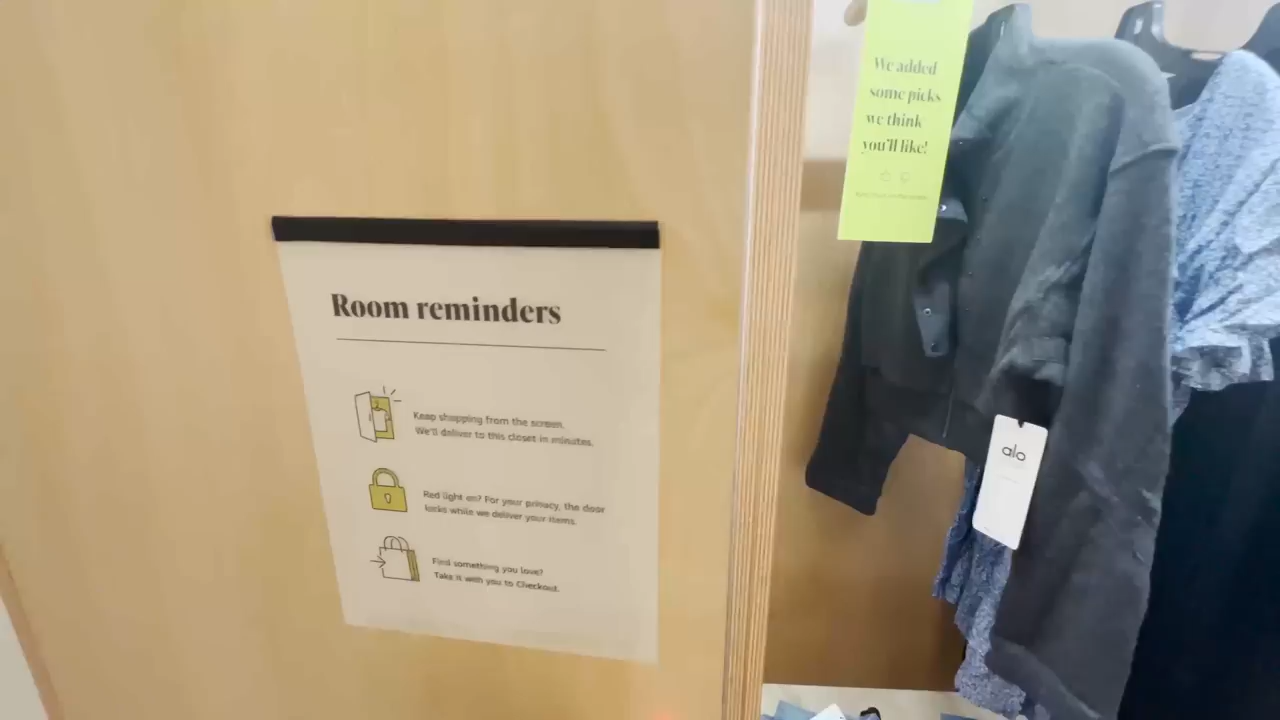 We added
some picks
we think
you'll like!
Room reminders
Keep shopping from the screen.
We'll deliver to this closet in minutes.
Red light on? For your privacy, the door
locks while we deliver your items.
Find something you love?
Take it with you to Checkout.
alo